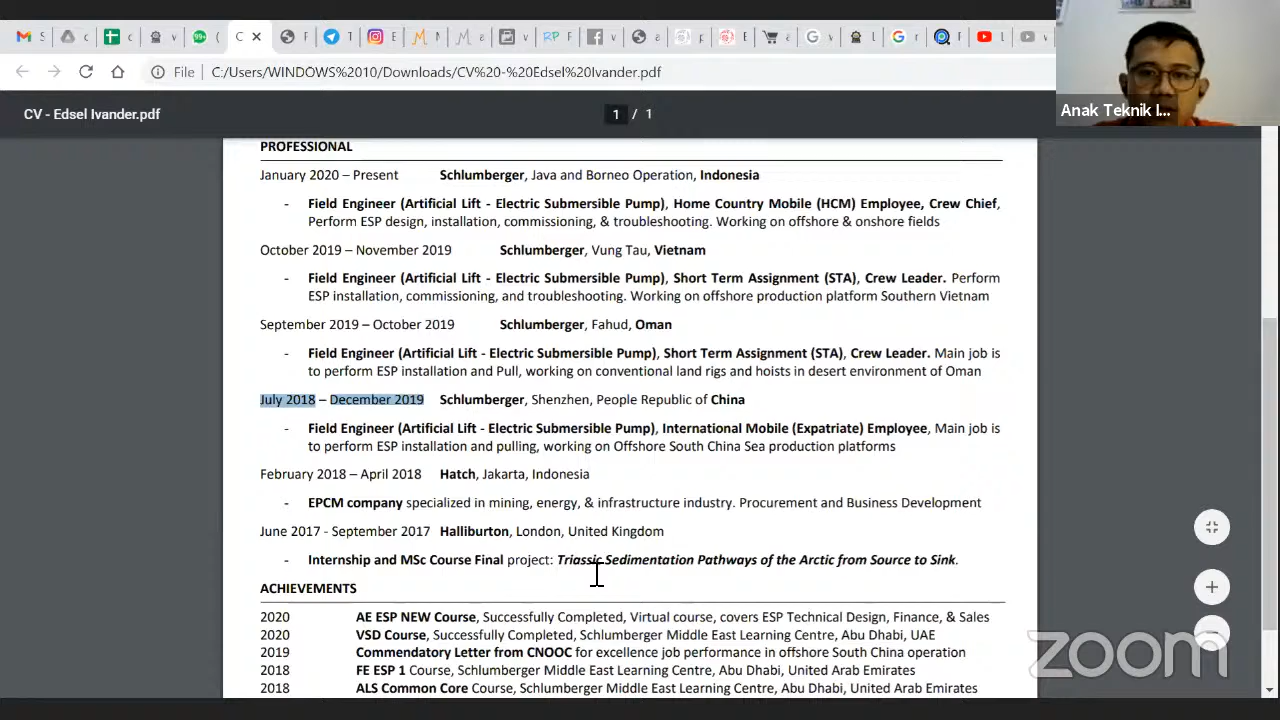 File
C:/Users/WINDOWS%2010/Downloads/CV%20-%20Edsel%20Ivander.pdf
Anak Teknik I...
CV - Edsel Ivander.pdf
1 / 1
PROFESSIONAL
January 2020 – Present Schlumberger, Java and Borneo Operation, Indonesia
- Field Engineer (Artificial Lift - Electric Submersible Pump), Home Country Mobile (HCM) Employee, Crew Chief,
Perform ESP design, installation, commissioning, & troubleshooting. Working on offshore & onshore fields
October 2019 – November 2019 Schlumberger, Vung Tau, Vietnam
- Field Engineer (Artificial Lift - Electric Submersible Pump), Short Term Assignment (STA), Crew Leader. Perform
ESP installation, commissioning, and troubleshooting. Working on offshore production platform Southern Vietnam
September 2019 – October 2019 Schlumberger, Fahud, Oman
- Field Engineer (Artificial Lift - Electric Submersible Pump), Short Term Assignment (STA), Crew Leader. Main job is
to perform ESP installation and Pull, working on conventional land rigs and hoists in desert environment of Oman
July 2018 – December 2019 Schlumberger, Shenzhen, People Republic of China
- Field Engineer (Artificial Lift - Electric Submersible Pump), International Mobile (Expatriate) Employee, Main job is
to perform ESP installation and pulling, working on Offshore South China Sea production platforms
February 2018 – April 2018 Hatch, Jakarta, Indonesia
- EPCM company specialized in mining, energy, & infrastructure industry. Procurement and Business Development
June 2017 - September 2017 Halliburton, London, United Kingdom
- Internship and MSc Course Final project: Triassic Sedimentation Pathways of the Arctic from Source to Sink.
ACHIEVEMENTS
2020 AE ESP NEW Course, Successfully Completed, Virtual course, covers ESP Technical Design, Finance, & Sales
2020 VSD Course, Successfully Completed, Schlumberger Middle East Learning Centre, Abu Dhabi, UAE
2019 Commendatory Letter from CNOOC for excellence job performance in offshore South China operation
2018 FE ESP 1 Course, Schlumberger Middle East Learning Centre, Abu Dhabi, United Arab Emirates
2018 ALS Common Core Course, Schlumberger Middle East Learning Centre, Abu Dhabi, United Arab Emirates
zoom